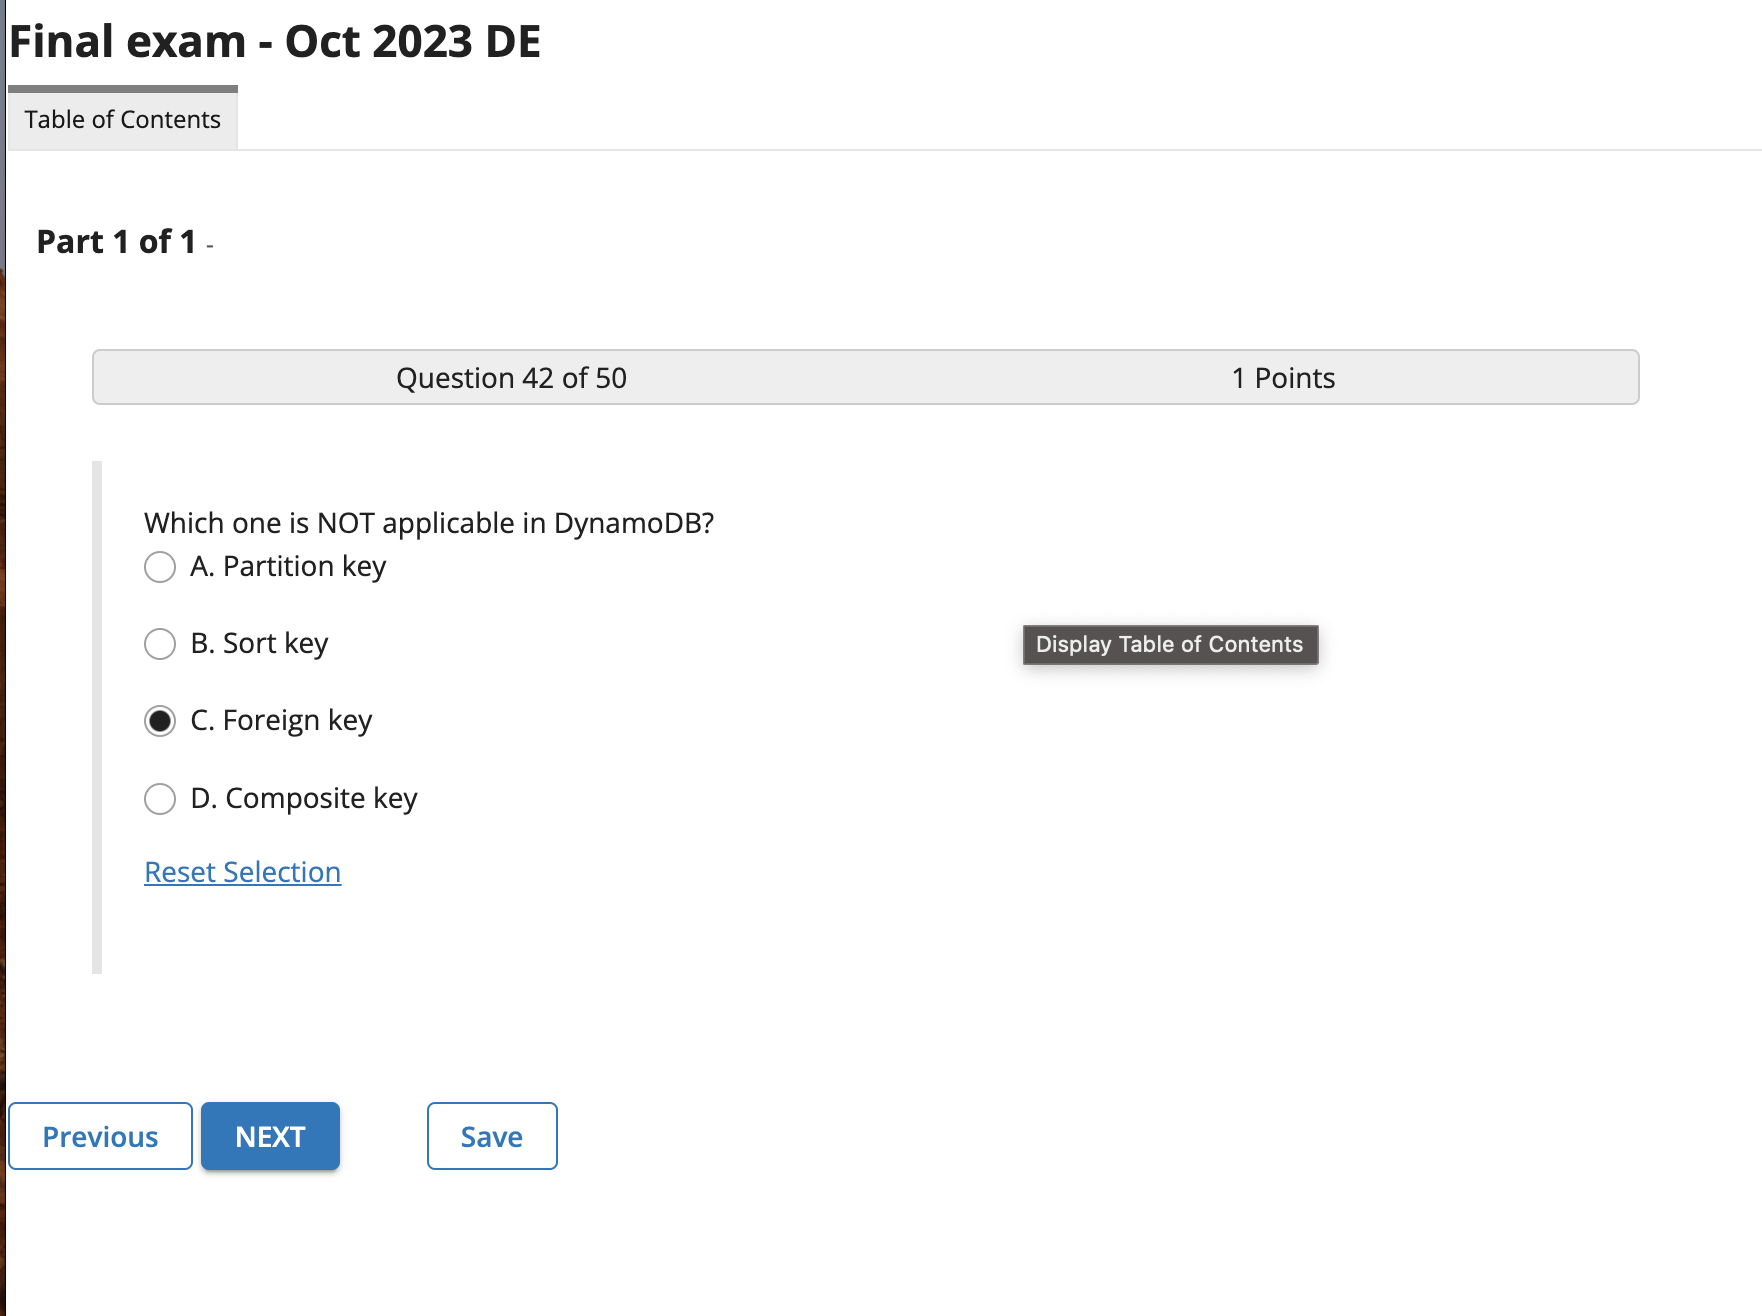 Final exam - Oct 2023 DE
Table of Contents
Part 1 of 1 -
Question 42 of 50 1 Points
Which one is NOT applicable in DynamoDB?
A. Partition key
B. Sort key
Display Table of Contents
C. Foreign key
D. Composite key
Reset Selection
Previous NEXT Save